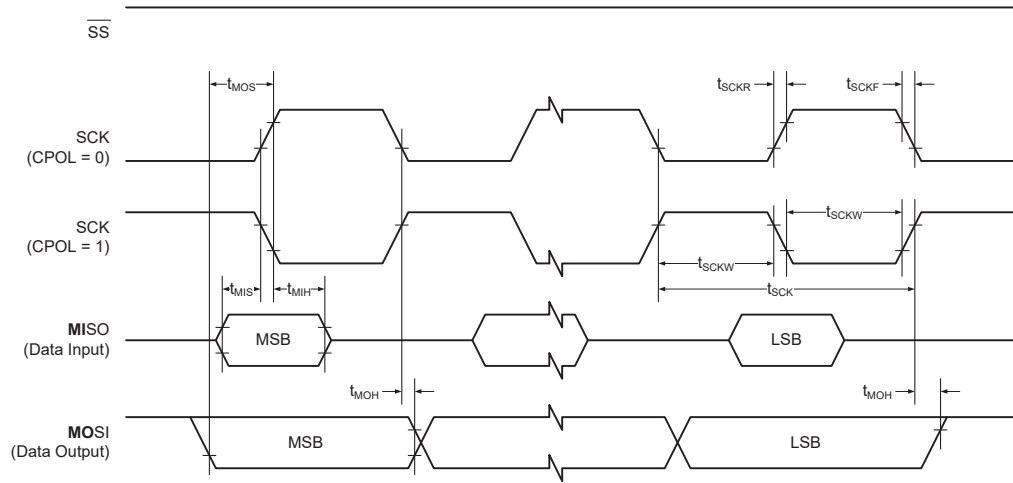 SS
tMOS
tSCKR
tSCKF
SCK
(CPOL = 0)
SCK
(CPOL = 1)
tSCKW
tSCKW
tSCK
tMIS
tMIH
MISO
(Data Input)
MSB
LSB
tMOH
tMOH
MOSI
(Data Output)
MSB
LSB